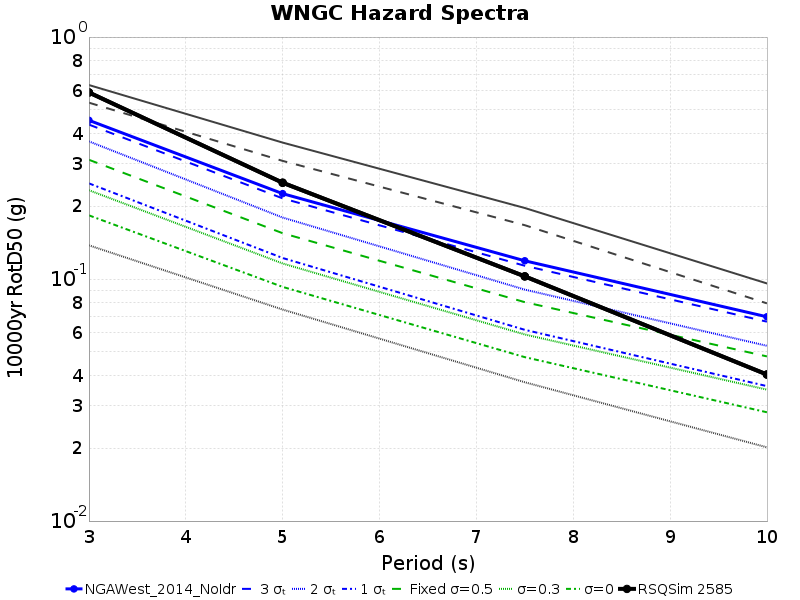 WNGC Hazard Spectra
10^0
8
6
4
3
2
10^-1
8
6
4
3
2
10^-2
10000yr RotD50 (g)
3 4 5 6 7 8 9 10
Period (s)
NGAWest_2014_NoIdr 3 σₜ 2 σₜ 1 σₜ Fixed σ=0.5 σ=0.3 σ=0 RSQSim 2585